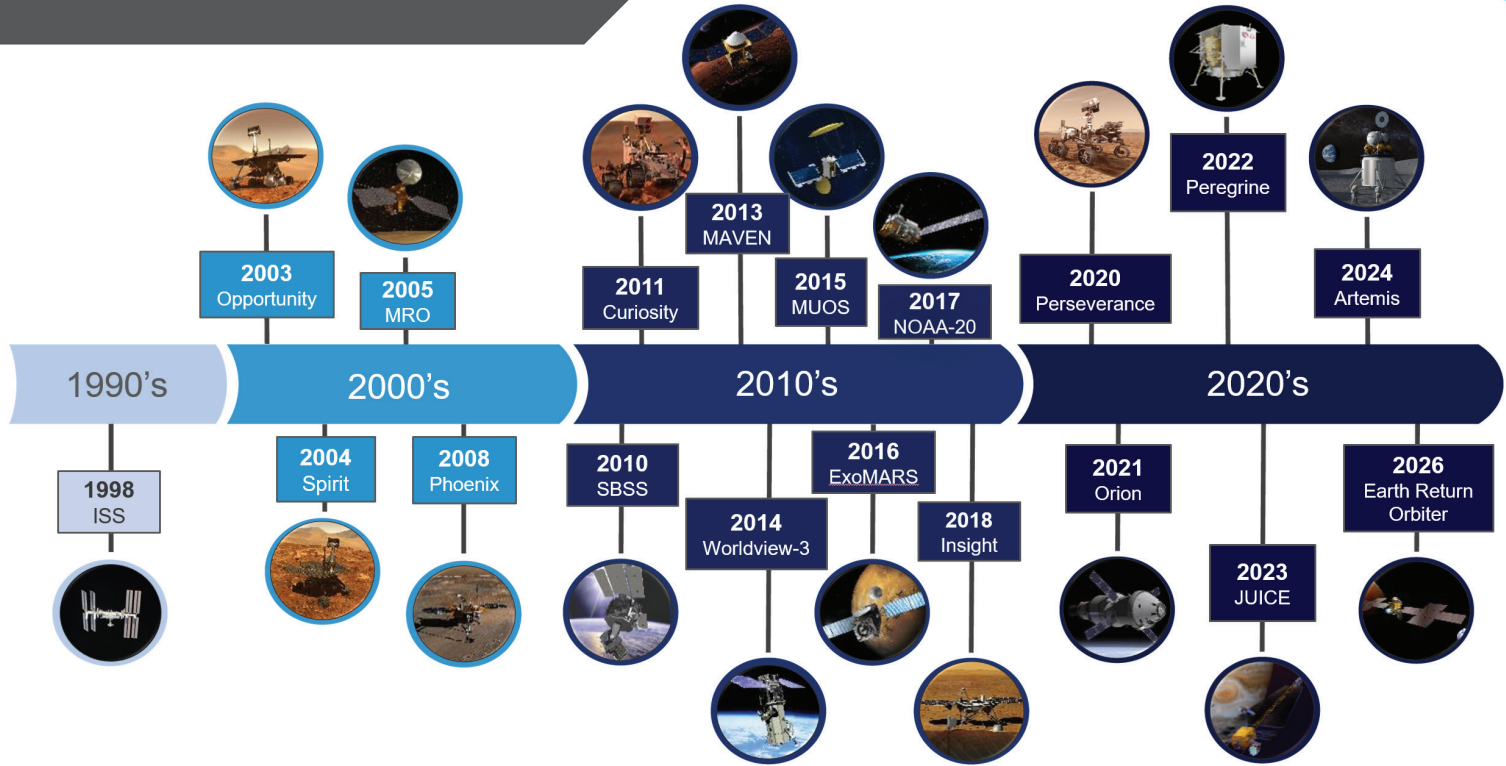 2003
Opportunity
2005
MRO
2011
Curiosity
2013
MAVEN
2015
MUOS
2017
NOAA-20
2020
Perseverance
2022
Peregrine
2024
Artemis
1990's
2000's
2010's
2020's
1998
ISS
2004
Spirit
2008
Phoenix
2010
SBSS
2014
Worldview-3
2016
ExoMARS
2018
Insight
2021
Orion
2023
JUICE
2026
Earth Return
Orbiter